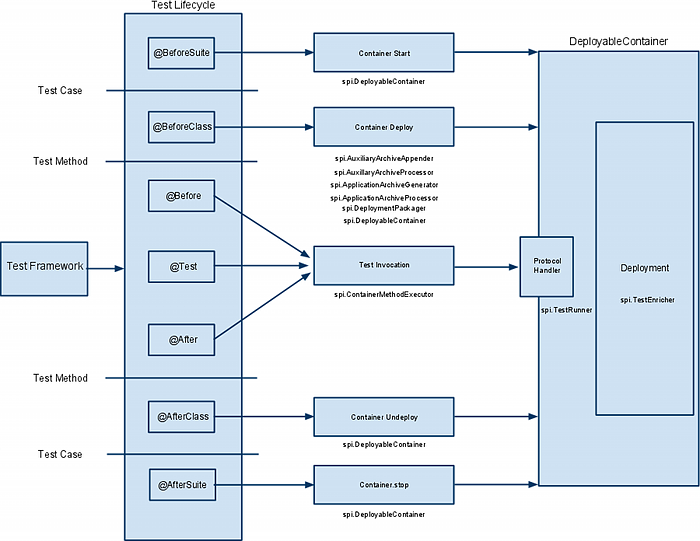 Test Lifecycle
DeployableContainer
@BeforeSuite
Container Start
spi.DeployableContainer
Test Case
@BeforeClass
Container Deploy
Test Method
spi.AuxiliaryArchiveAppender
spi.AuxillaryArchiveProcessor
spi.ApplicationArchiveGenerator
spi.ApplicationArchiveProcessor
spi.DeploymentPackager
spi.DeployableContainer
@Before
Test Framework
@Test
Test Invocation
spi.ContainerMethodExecutor
Protocol
Handler
spi.TestRunner
Deployment
spi.TestEnricher
@After
Test Method
@AfterClass
Container Undeploy
spi.DeployableContainer
Test Case
@AfterSuite
Container.stop
spi.DeployableContainer